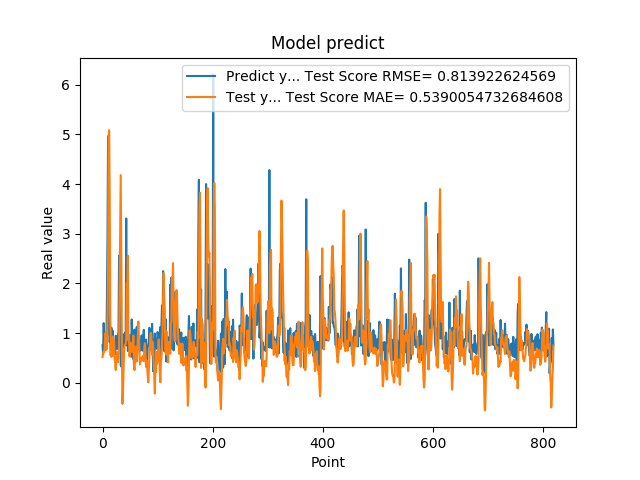 Model predict
Predict y... Test Score RMSE= 0.813922624569
Test y... Test Score MAE= 0.5390054732684608
6
5
4
3
2
1
0
Real value
0 200 400 600 800
Point